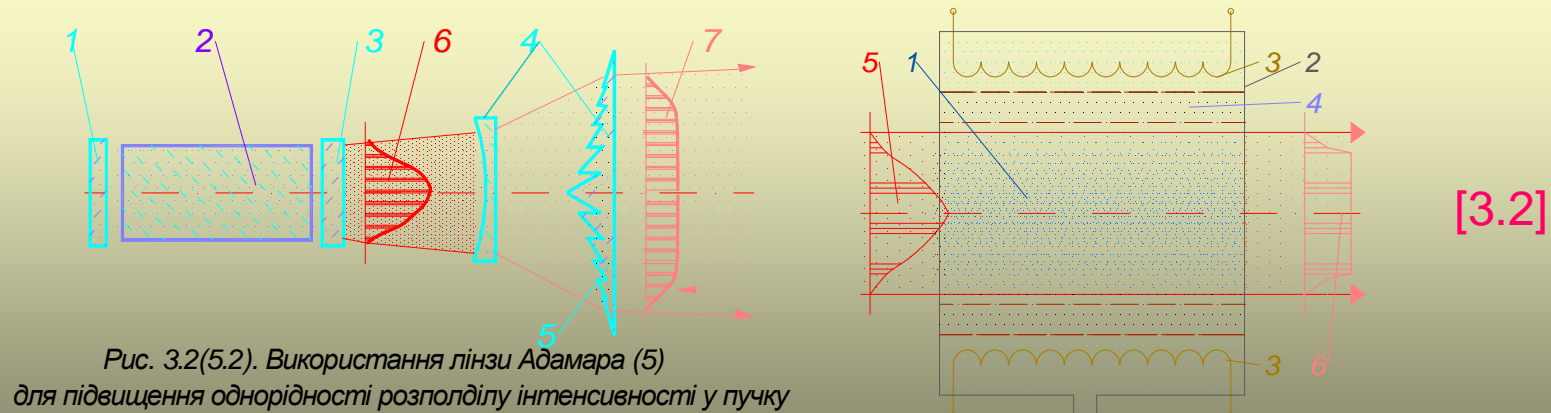 1 2 3 6 4 7
5
5 1 3 2
4
[3.2]
3 6
Рис. 3.2(5.2). Використання лінзи Адамара (5)
для підвищення однорідності розполділу інтенсивності у пучку